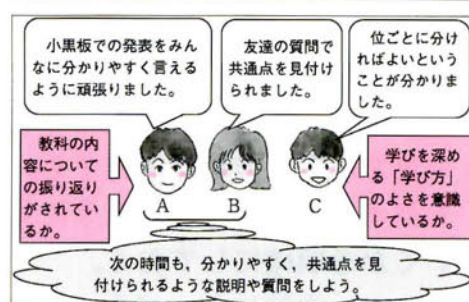 小黒板での発表をみん
なに分かりやすく言える
ように頑張りました。
友達の質問で
共通点を見付け
られました。
位ごとに分け
ればよいという
ことが分かりま
した。
教科の内
容について
の振り返り
がされてい
るか。
A
B
C
学びを深め
る「学び方」
のよさを意識
しているか。
次の時間も,分かりやすく,共通点を見
付けられるような説明や質問をしよう。